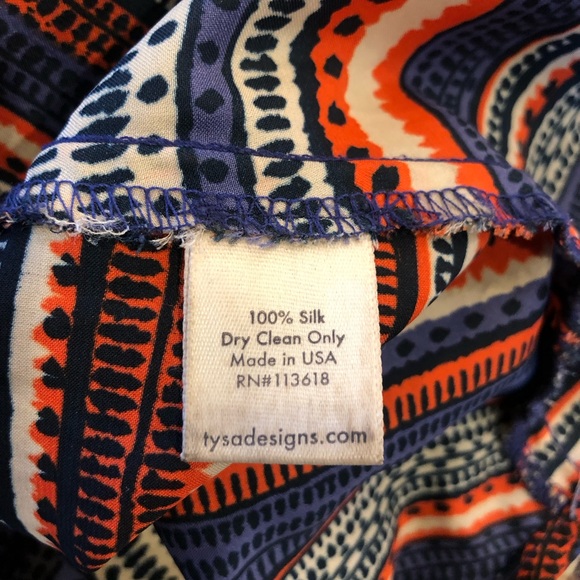 100% Silk
Dry Clean Only
Made in USA
RN#113618
tysadesigns.com